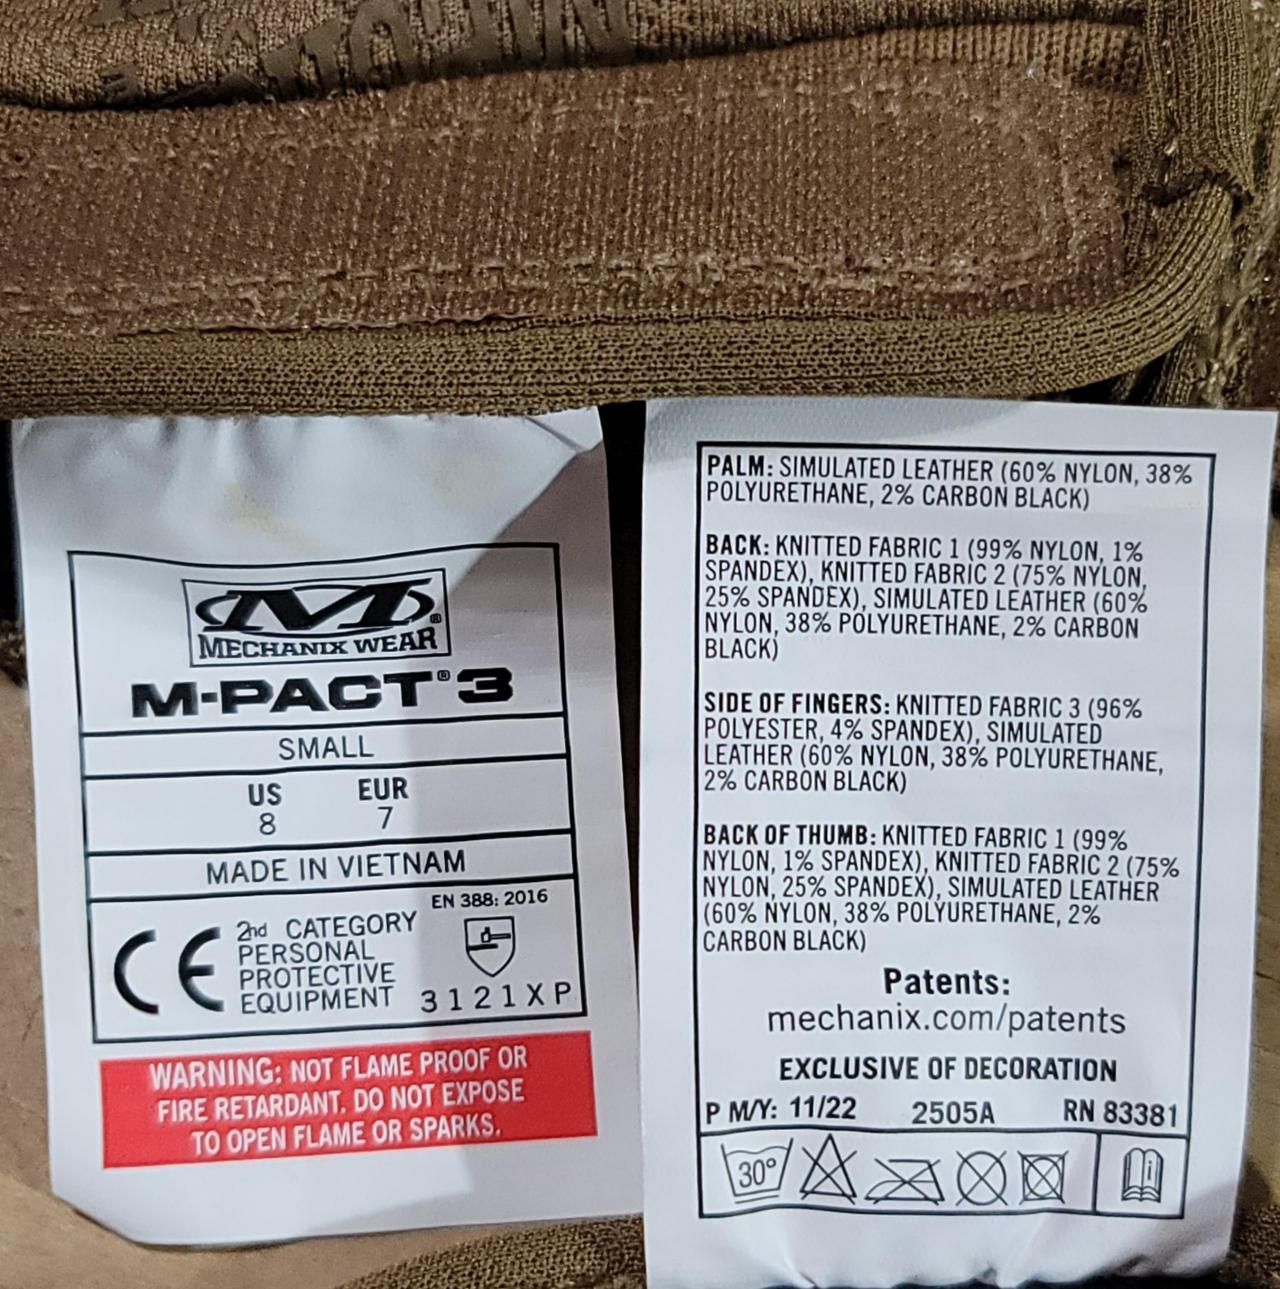 MECHANIX WEAR®
M-PACT®3
SMALL
US EUR
8 7
MADE IN VIETNAM
EN 388: 2016
CE
2nd CATEGORY
PERSONAL
PROTECTIVE
EQUIPMENT
3121XP
WARNING: NOT FLAME PROOF OR
FIRE RETARDANT. DO NOT EXPOSE
TO OPEN FLAME OR SPARKS.
PALM: SIMULATED LEATHER (60% NYLON, 38%
POLYURETHANE, 2% CARBON BLACK)
BACK: KNITTED FABRIC 1 (99% NYLON, 1%
SPANDEX), KNITTED FABRIC 2 (75% NYLON,
25% SPANDEX), SIMULATED LEATHER (60%
NYLON, 38% POLYURETHANE, 2% CARBON
BLACK)
SIDE OF FINGERS: KNITTED FABRIC 3 (96%
POLYESTER, 4% SPANDEX), SIMULATED
LEATHER (60% NYLON, 38% POLYURETHANE,
2% CARBON BLACK)
BACK OF THUMB: KNITTED FABRIC 1 (99%
NYLON, 1% SPANDEX), KNITTED FABRIC 2 (75%
NYLON, 25% SPANDEX), SIMULATED LEATHER
(60% NYLON, 38% POLYURETHANE, 2%
CARBON BLACK)
Patents:
mechanix.com/patents
EXCLUSIVE OF DECORATION
P M/Y: 11/22 2505A RN 83381
30°